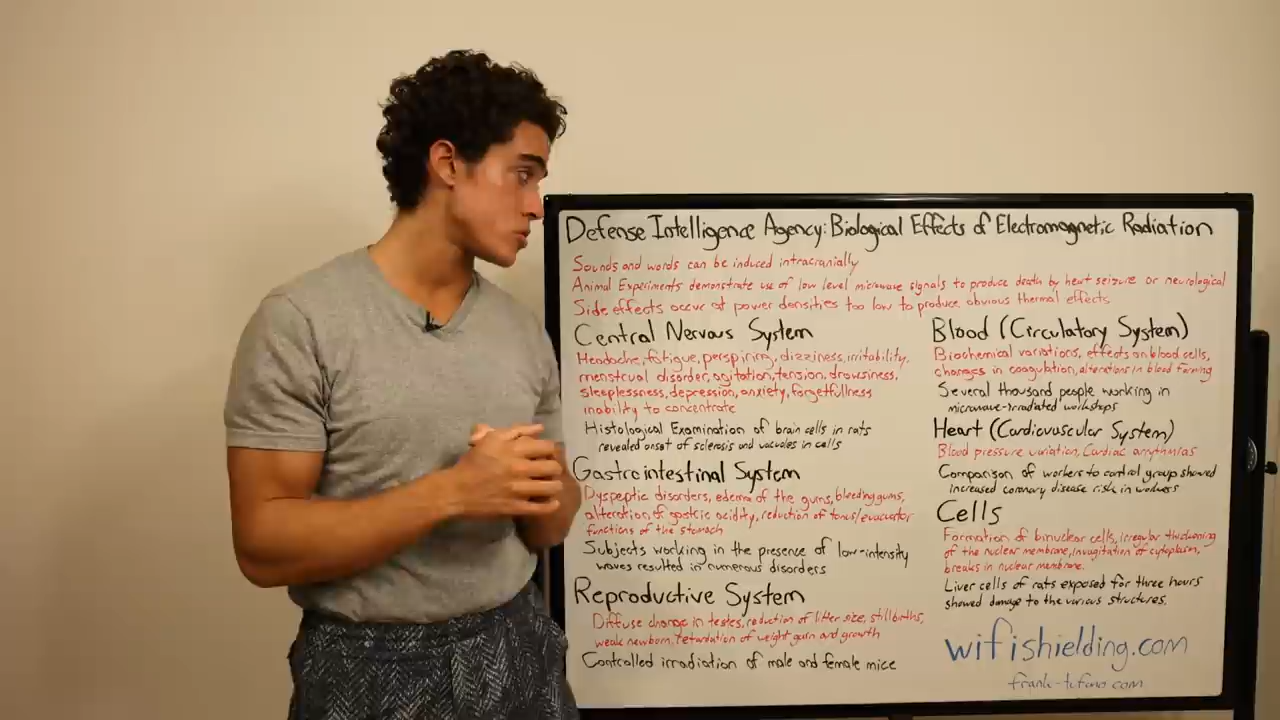 Defense Intelligence Agency: Biological Effects of Electromagnetic Radiation
Sounds and words can be induced intracranially
Animal Experiments demonstrate use of low level microwave signals to produce death by heart seizure or neurological
Side effects occur at power densities too low to produce obvious thermal effects
Central Nervous System
Headache, fatigue, perspiring, dizziness, irritability,
menstrual disorder, agitation, tension, drowsiness,
sleeplessness, depression, anxiety, forgetfullness
inability to concentrate
Histological Examination of brain cells in rats
revealed onset of sclerosis and vacuoles in cells
Gastrointestinal System
Dyspeptic disorders, edema of the gums, bleeding gums,
alteration of gastric acidity, reduction of tonus/evacuator
functions of the stomach
Subjects working in the presence of low-intensity
waves resulted in numerous disorders
Reproductive System
Diffuse change in testes, reduction of litter size, stillbirths,
weak newborn, retardation of weight gain and growth
Controlled irradiation of male and female mice
Blood (Circulatory System)
Biochemical variations, effects on blood cells,
changes in coagulation, alterations in blood forming
Several thousand people working in
microwave-irradiated workshops
Heart (Cardiovascular System)
Blood pressure variation, Cardiac
Comparison of workers to control group showed
increased coronary disease risk in workers
Cells
Formation of binuclear cells, irregular thickening
of the nuclear membrane, invagitation of cytoplasm,
breaks in nuclear membrane.
Liver cells of rats exposed for three hours
showed damage to the various structures.
wifishielding.com
frank-tufano.com